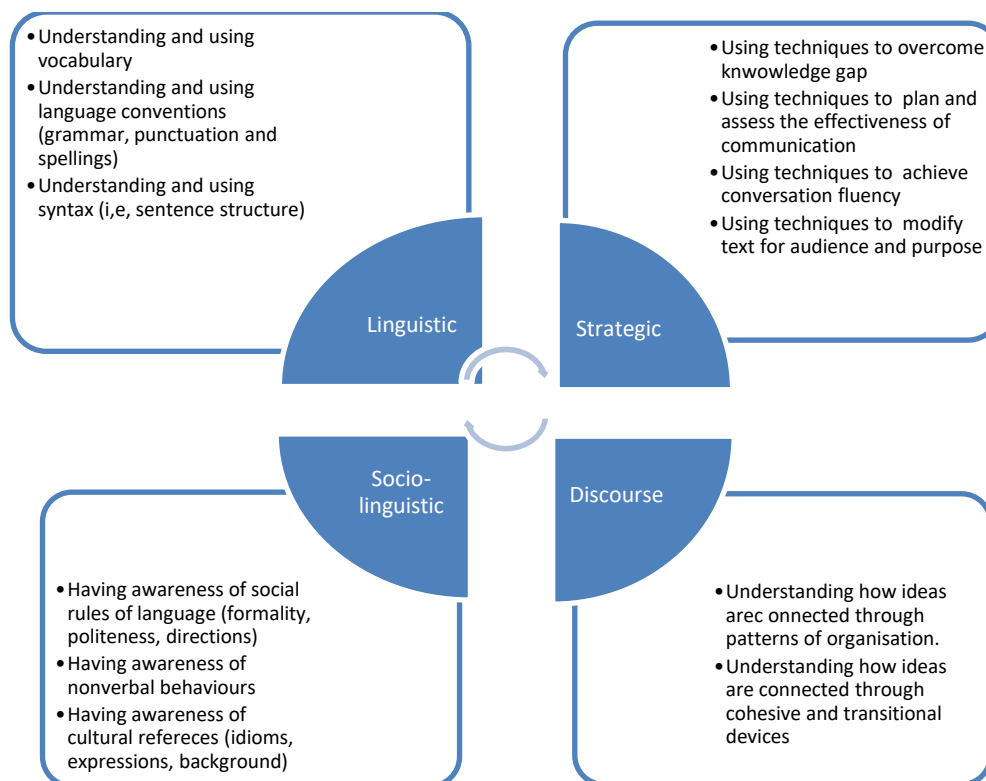 •Understanding and using
vocabulary
•Understanding and using
language conventions
(grammar, punctuation and
spellings)
•Understanding and using
syntax (i,e, sentence structure)
•Using techniques to overcome
knwowledge gap
•Using techniques to  plan and
assess the effectiveness of
communication
•Using techniques to  achieve
conversation fluency
•Using techniques to  modify
text for audience and purpose
Linguistic
Strategic
Socio-
linguistic
Discourse
•Having awareness of social
rules of language (formality,
politeness, directions)
•Having awareness of
nonverbal behaviours
•Having awareness of
cultural refereces (idioms,
expressions, background)
•Understanding how ideas
arec onnected through
patterns of organisation.
•Understanding how ideas
are connected through
cohesive and transitional
devices